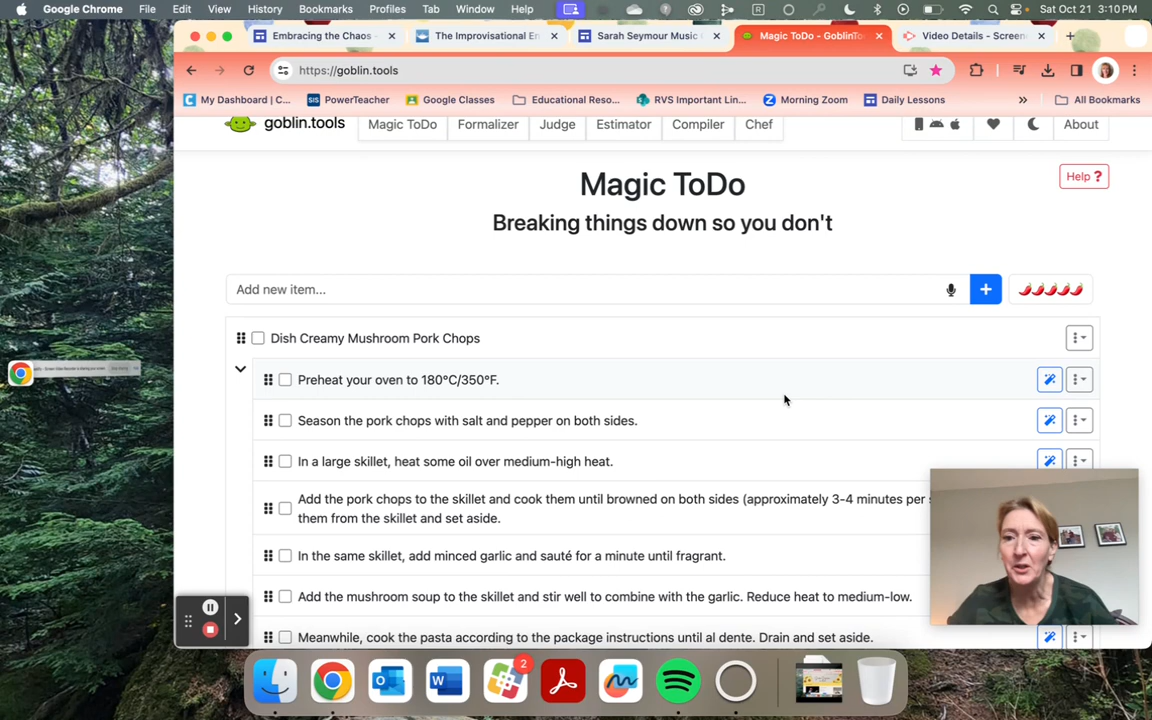 Google Chrome File Edit View History Bookmarks Profiles Tab Window Help Sat Oct 21 3:10 PM
Embracing the Chaos - The Improvisational En Sarah Seymour Music Magic ToDo - GoblinTo Video Details - Screen
https://goblin.tools
My Dashboard | C... PowerTeacher Google Classes Educational Reso... RVS Important Lin... Morning Zoom Daily Lessons » All Bookmarks
goblin.tools Magic ToDo Formalizer Judge Estimator Compiler Chef About
Magic ToDo
Help ?
Breaking things down so you don't
Add new item...
Dish Creamy Mushroom Pork Chops
Preheat your oven to 180°C/350°F.
Season the pork chops with salt and pepper on both sides.
In a large skillet, heat some oil over medium-high heat.
Add the pork chops to the skillet and cook them until browned on both sides (approximately 3-4 minutes per
them from the skillet and set aside.
In the same skillet, add minced garlic and sauté for a minute until fragrant.
Add the mushroom soup to the skillet and stir well to combine with the garlic. Reduce heat to medium-low.
Meanwhile, cook the pasta according to the package instructions until al dente. Drain and set aside.
2